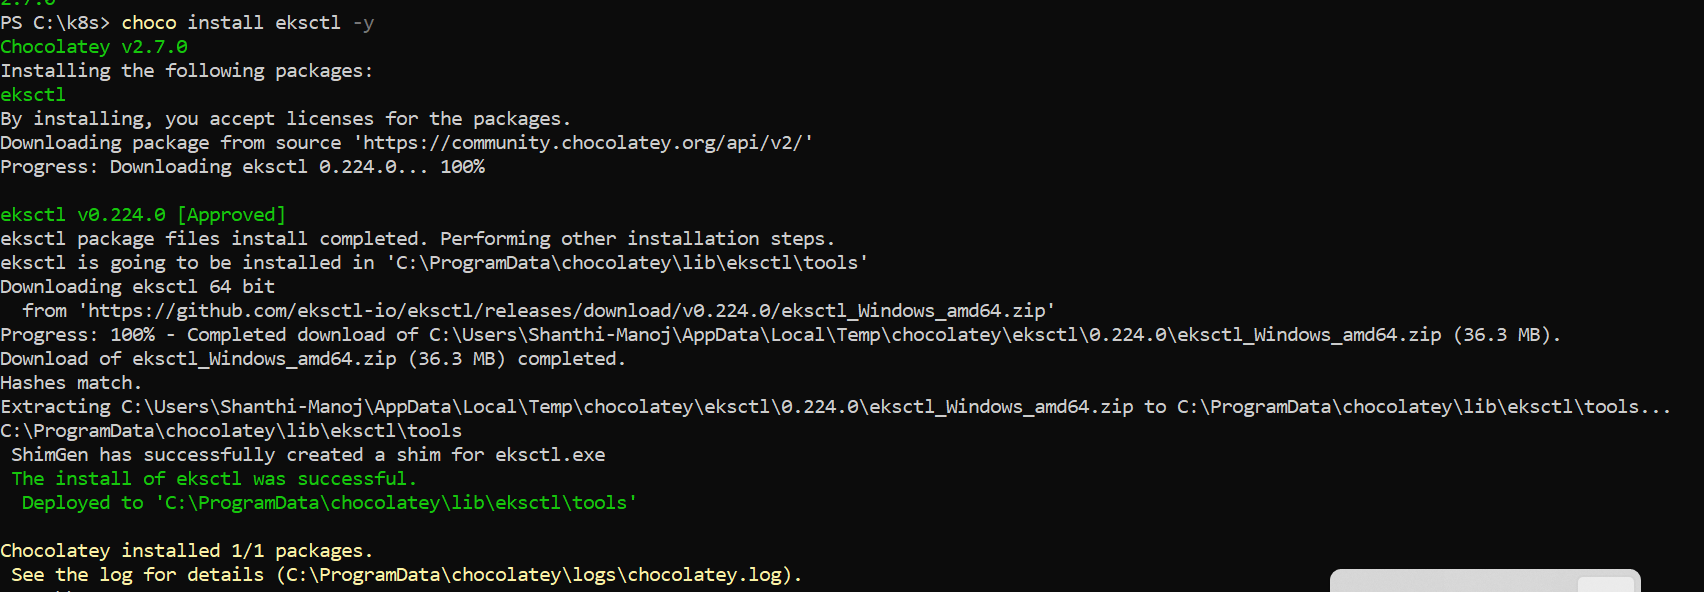 2.7.0
PS C:\k8s> choco install eksctl -y
Chocolatey v2.7.0
Installing the following packages:
eksctl
By installing, you accept licenses for the packages.
Downloading package from source 'https://community.chocolatey.org/api/v2/'
Progress: Downloading eksctl 0.224.0... 100%
eksctl v0.224.0 [Approved]
eksctl package files install completed. Performing other installation steps.
eksctl is going to be installed in 'C:\ProgramData\chocolatey\lib\eksctl\tools'
Downloading eksctl 64 bit
from 'https://github.com/eksctl-io/eksctl/releases/download/v0.224.0/eksctl_Windows_amd64.zip'
Progress: 100% - Completed download of C:\Users\Shanthi-Manoj\AppData\Local\Temp\chocolatey\eksctl\0.224.0\eksctl_Windows_amd64.zip (36.3 MB).
Download of eksctl_Windows_amd64.zip (36.3 MB) completed.
Hashes match.
Extracting C:\Users\Shanthi-Manoj\AppData\Local\Temp\chocolatey\eksctl\0.224.0\eksctl_Windows_amd64.zip to C:\ProgramData\chocolatey\lib\eksctl\tools...
C:\ProgramData\chocolatey\lib\eksctl\tools
ShimGen has successfully created a shim for eksctl.exe
The install of eksctl was successful.
Deployed to 'C:\ProgramData\chocolatey\lib\eksctl\tools'
Chocolatey installed 1/1 packages.
See the log for details (C:\ProgramData\chocolatey\logs\chocolatey.log).